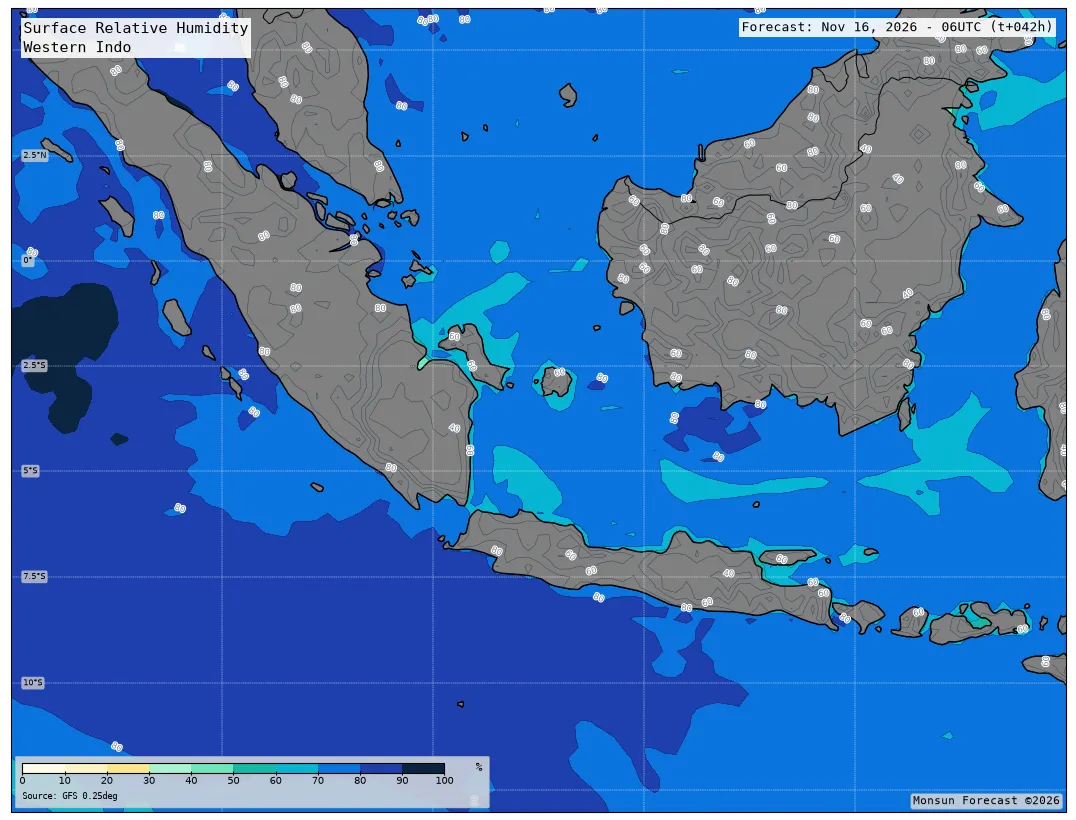 Surface Relative Humidity
Western Indo
Forecast: Nov 16, 2026 - 06UTC (t+042h)
2.5°N
0°
2.5°S
5°S
7.5°S
10°S
0 10 20 30 40 50 60 70 80 90 100 %
Source: GFS 0.25deg
Monsun Forecast ©2026